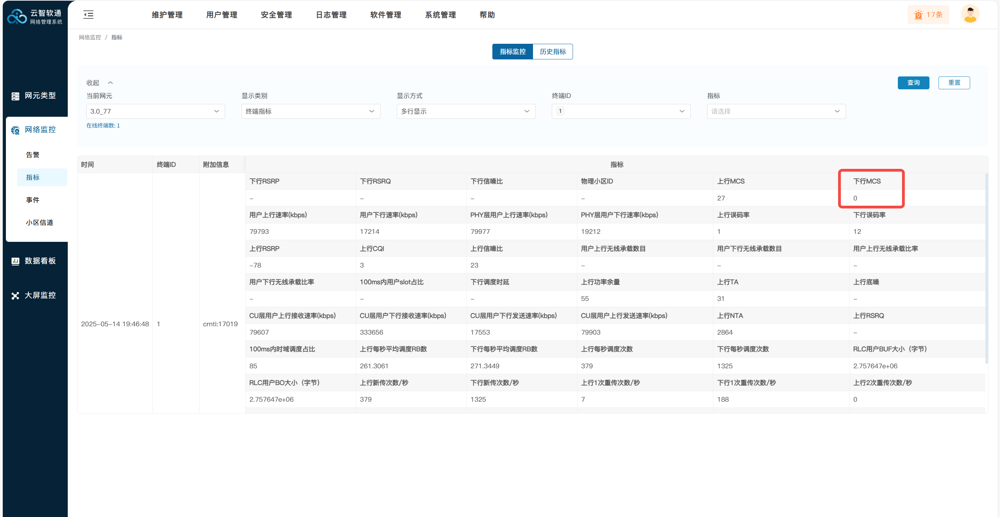 云智软通
网络管理系统
维护管理 用户管理 安全管理 日志管理 软件管理 系统管理 帮助
17条
网络监控 / 指标
指标监控 历史指标
网元类型
网络监控
告警
指标
事件
小区信道
数据看板
大屏监控
收起
查询 重置
当前网元 显示类别 显示方式 终端ID 指标
3.0_77 终端指标 多行显示 1 请选择
在线终端数: 1
时间 终端ID 附加信息 指标
下行RSRP 下行RSRQ 下行信噪比 物理小区ID 上行MCS 下行MCS
– – – – 27 0
用户上行速率(kbps) 用户下行速率(kbps) PHY层用户上行速率(kbps) PHY层用户下行速率(kbps) 上行误码率 下行误码率
79793 17214 79977 19212 1 12
上行RSRP 上行CQI 上行信噪比 用户上行无线承载数目 用户下行无线承载数目 用户上行无线承载比率
–78 3 23 – – –
用户下行无线承载比率 100ms内用户slot占比 下行调度时延 上行功率余量 上行TA 上行底噪
– – – 55 31 –
CU层用户上行接收速率(kbps) CU层用户下行接收速率(kbps) CU层用户下行发送速率(kbps) CU层用户上行发送速率(kbps) 上行NTA 上行RSRQ
2025–05–14 19:46:48 1 crnti:17019
79607 333656 17553 79903 2864 –
100ms内时域调度占比 上行每秒平均调度RB数 下行每秒平均调度RB数 上行每秒调度次数 下行每秒调度次数 RLC用户BUF大小（字节）
85 261.3061 271.3449 379 1325 2.757647e+06
RLC用户BO大小（字节） 上行新传次数/秒 下行新传次数/秒 上行1次重传次数/秒 下行1次重传次数/秒 上行2次重传次数/秒
2.757647e+06 379 1325 7 188 0